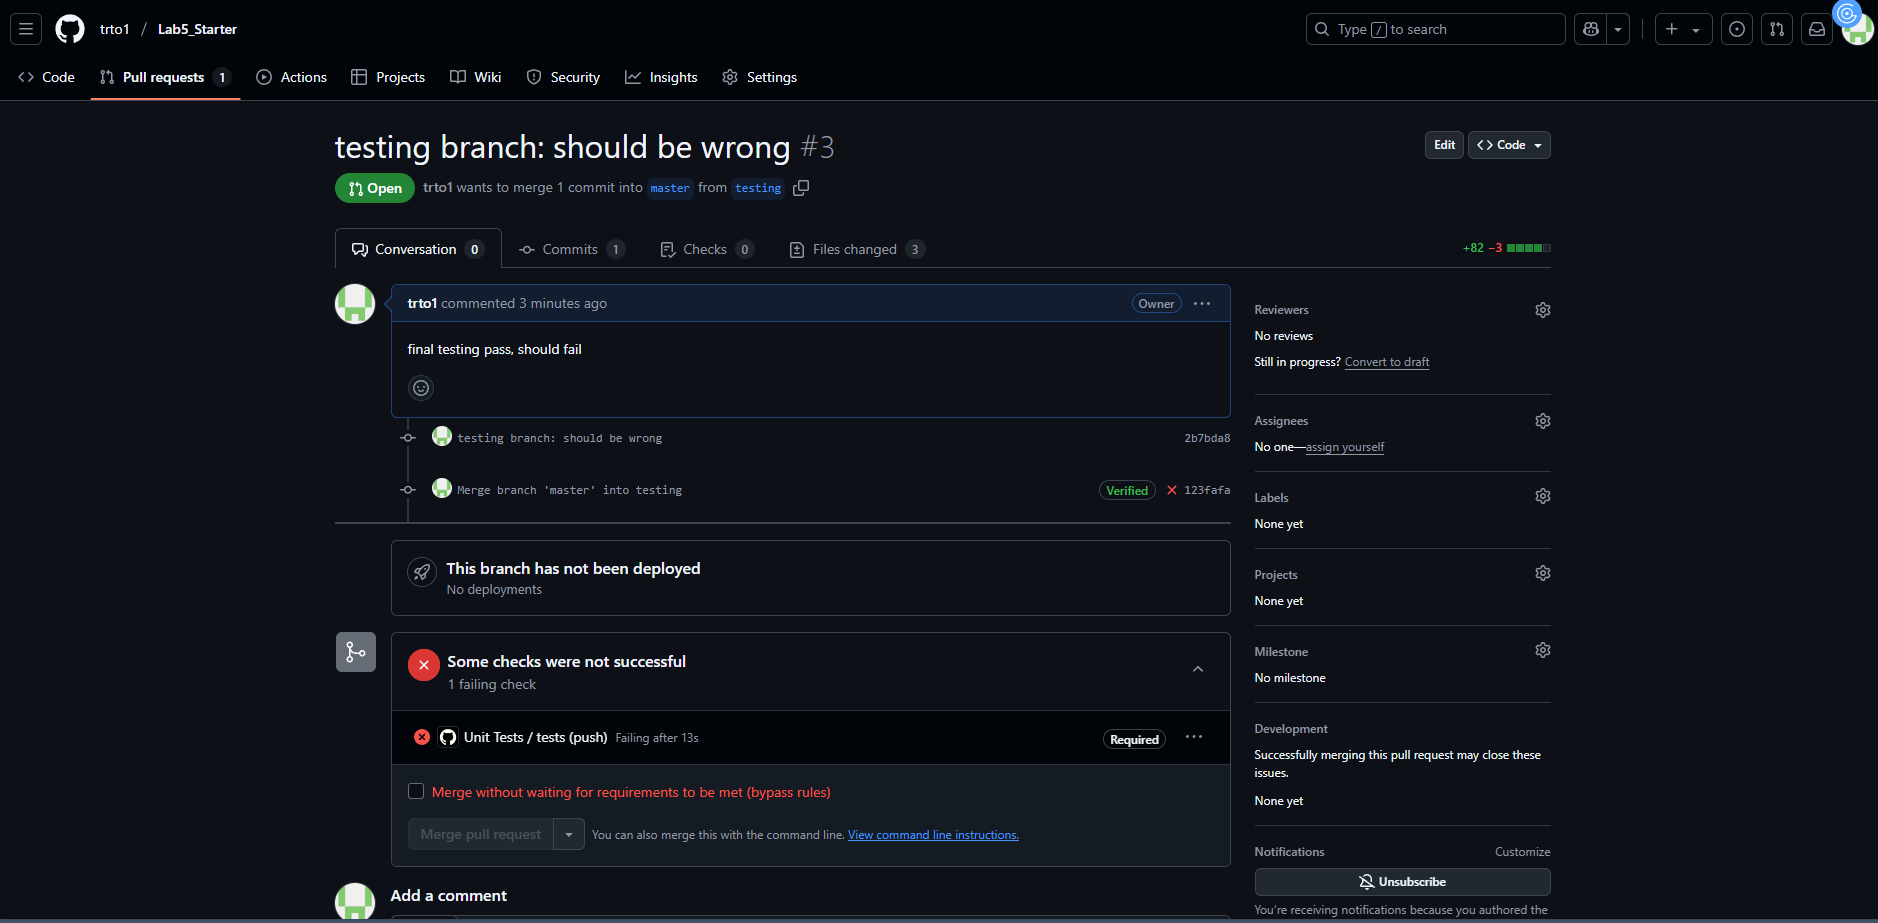 trto1 / Lab5_Starter
Type / to search
Code
Pull requests 1
Actions
Projects
Wiki
Security
Insights
Settings
testing branch: should be wrong #3
Edit
Code
Open
trto1 wants to merge 1 commit into master from testing
Conversation 0
Commits 1
Checks 0
Files changed 3
+82 −3
trto1 commented 3 minutes ago
Owner
final testing pass, should fail
testing branch: should be wrong
2b7bda8
Merge branch 'master' into testing
Verified
123fafa
This branch has not been deployed
No deployments
Some checks were not successful
1 failing check
Unit Tests / tests (push) Failing after 13s
Required
Merge without waiting for requirements to be met (bypass rules)
Merge pull request
You can also merge this with the command line. View command line instructions.
Add a comment
Reviewers
No reviews
Still in progress? Convert to draft
Assignees
No one—assign yourself
Labels
None yet
Projects
None yet
Milestone
No milestone
Development
Successfully merging this pull request may close these
issues.
None yet
Notifications
Customize
Unsubscribe
You're receiving notifications because you authored the